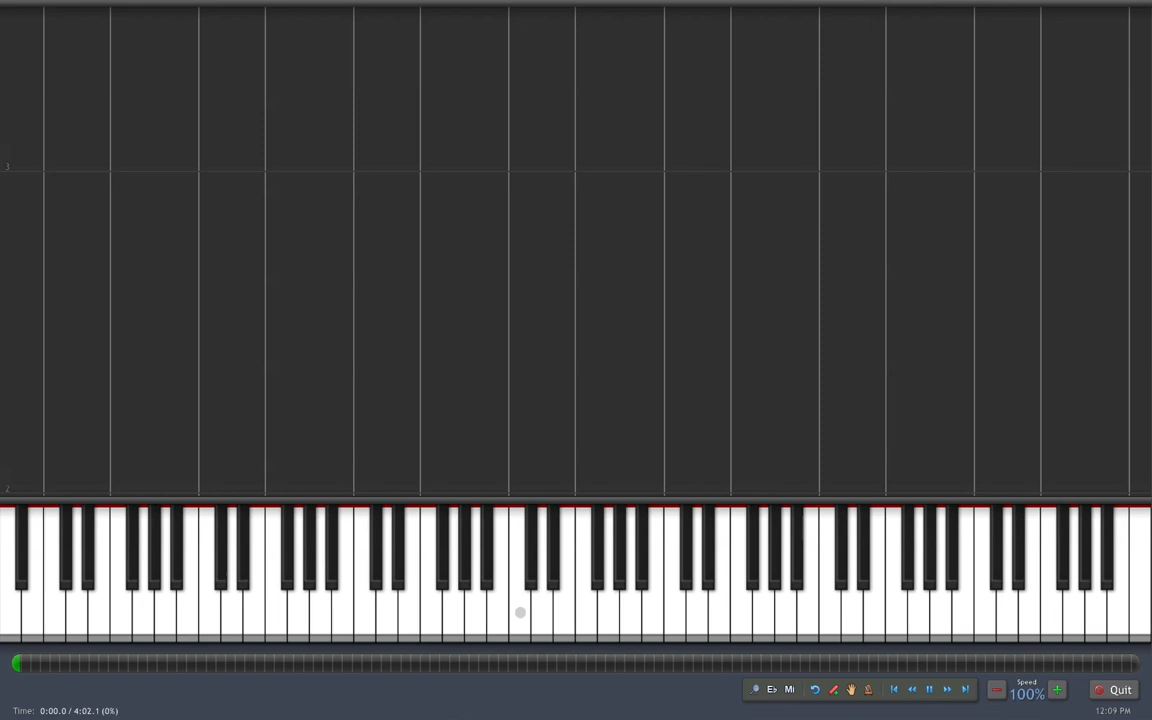 3
2
E♭ Mi
Speed
100%
Quit
Time: 0:00.0 / 4:02.1 (0%)
12:09 PM